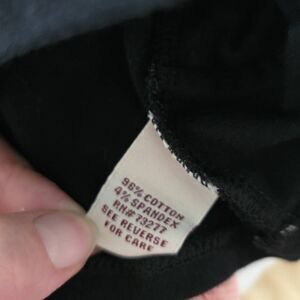 96% COTTON
4% SPANDEX
RN# 73277
SEE REVERSE
FOR CARE